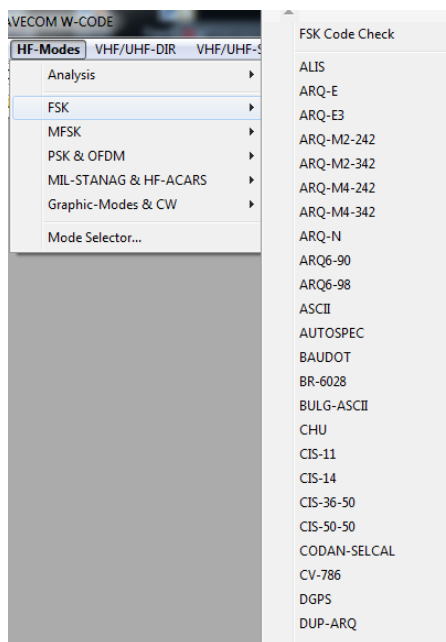 AVECOM W-CODE
HF-Modes VHF/UHF-DIR VHF/UHF-S
Analysis
FSK
MFSK
PSK & OFDM
MIL-STANAG & HF-ACARS
Graphic-Modes & CW
Mode Selector...
FSK Code Check
ALIS
ARQ-E
ARQ-E3
ARQ-M2-242
ARQ-M2-342
ARQ-M4-242
ARQ-M4-342
ARQ-N
ARQ6-90
ARQ6-98
ASCII
AUTOSPEC
BAUDOT
BR-6028
BULG-ASCII
CHU
CIS-11
CIS-14
CIS-36-50
CIS-50-50
CODAN-SELCAL
CV-786
DGPS
DUP-ARQ